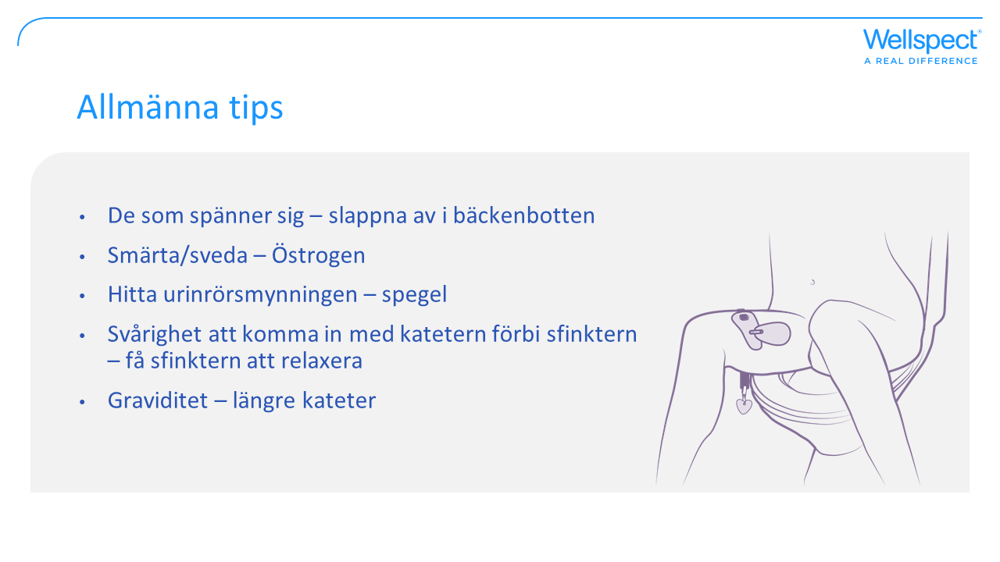 Wellspect®
A REAL DIFFERENCE
Allmänna tips
• De som spänner sig – slappna av i bäckenbotten
• Smärta/sveda – Östrogen
• Hitta urinrörsmynningen – spegel
• Svårighet att komma in med katetern förbi sfinktern
– få sfinktern att relaxera
• Graviditet – längre kateter